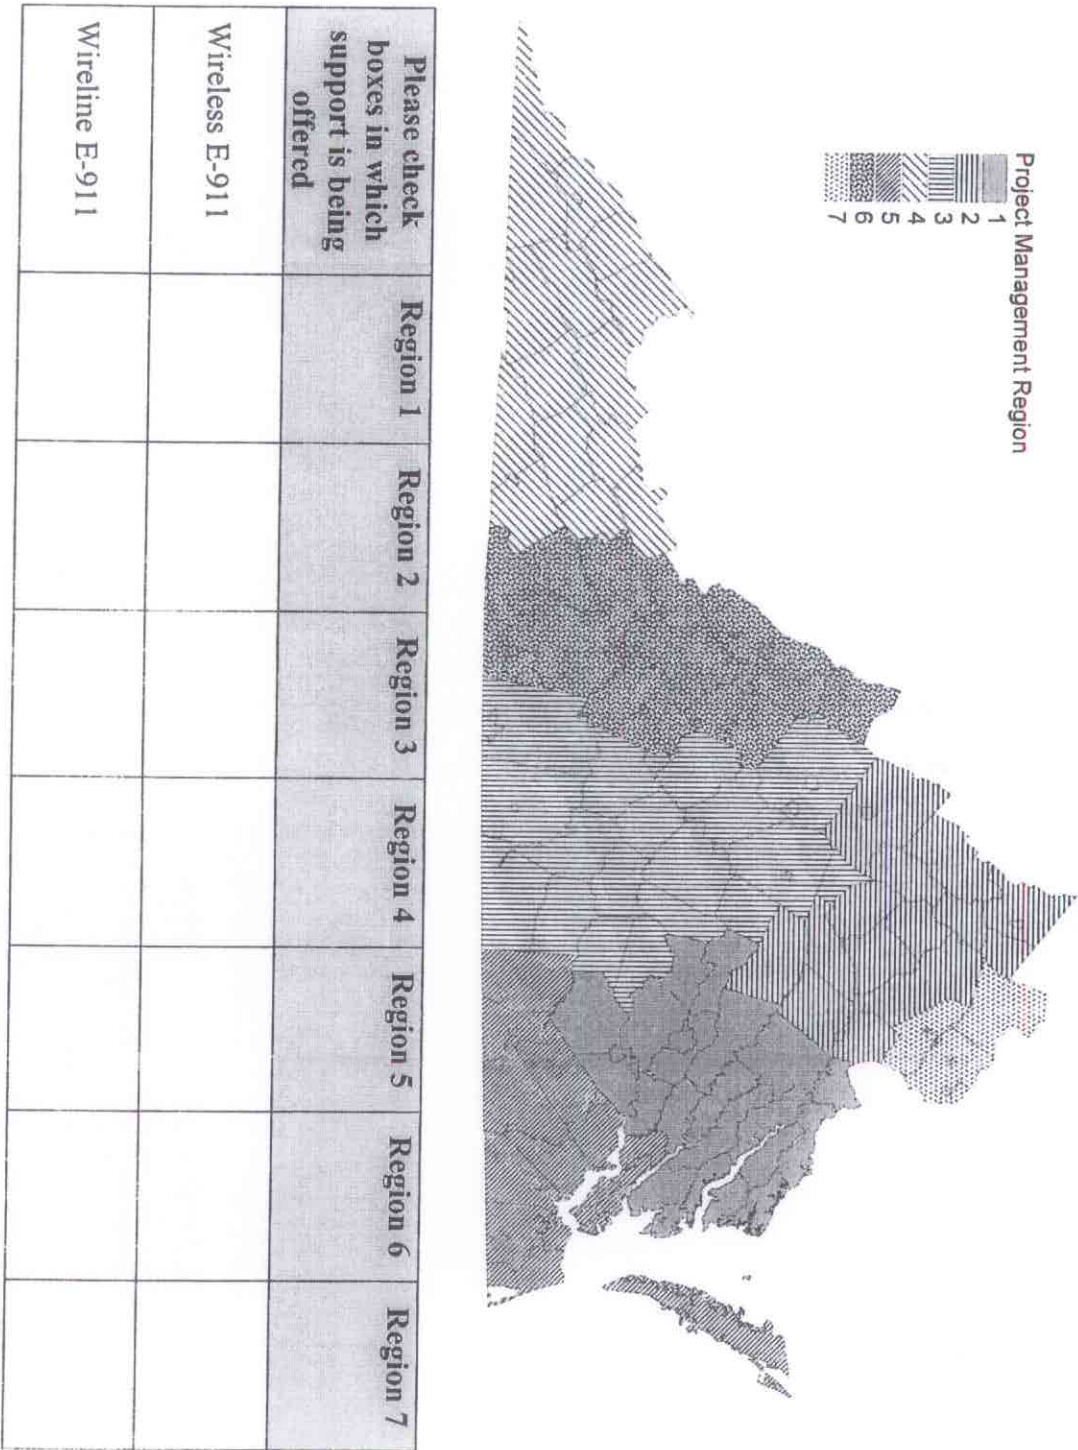 Project Management Region
1
2
3
4
5
6
7
Please check
boxes in which
support is being
offered
Region 1
Region 2
Region 3
Region 4
Region 5
Region 6
Region 7
Wireless E-911
Wireline E-911